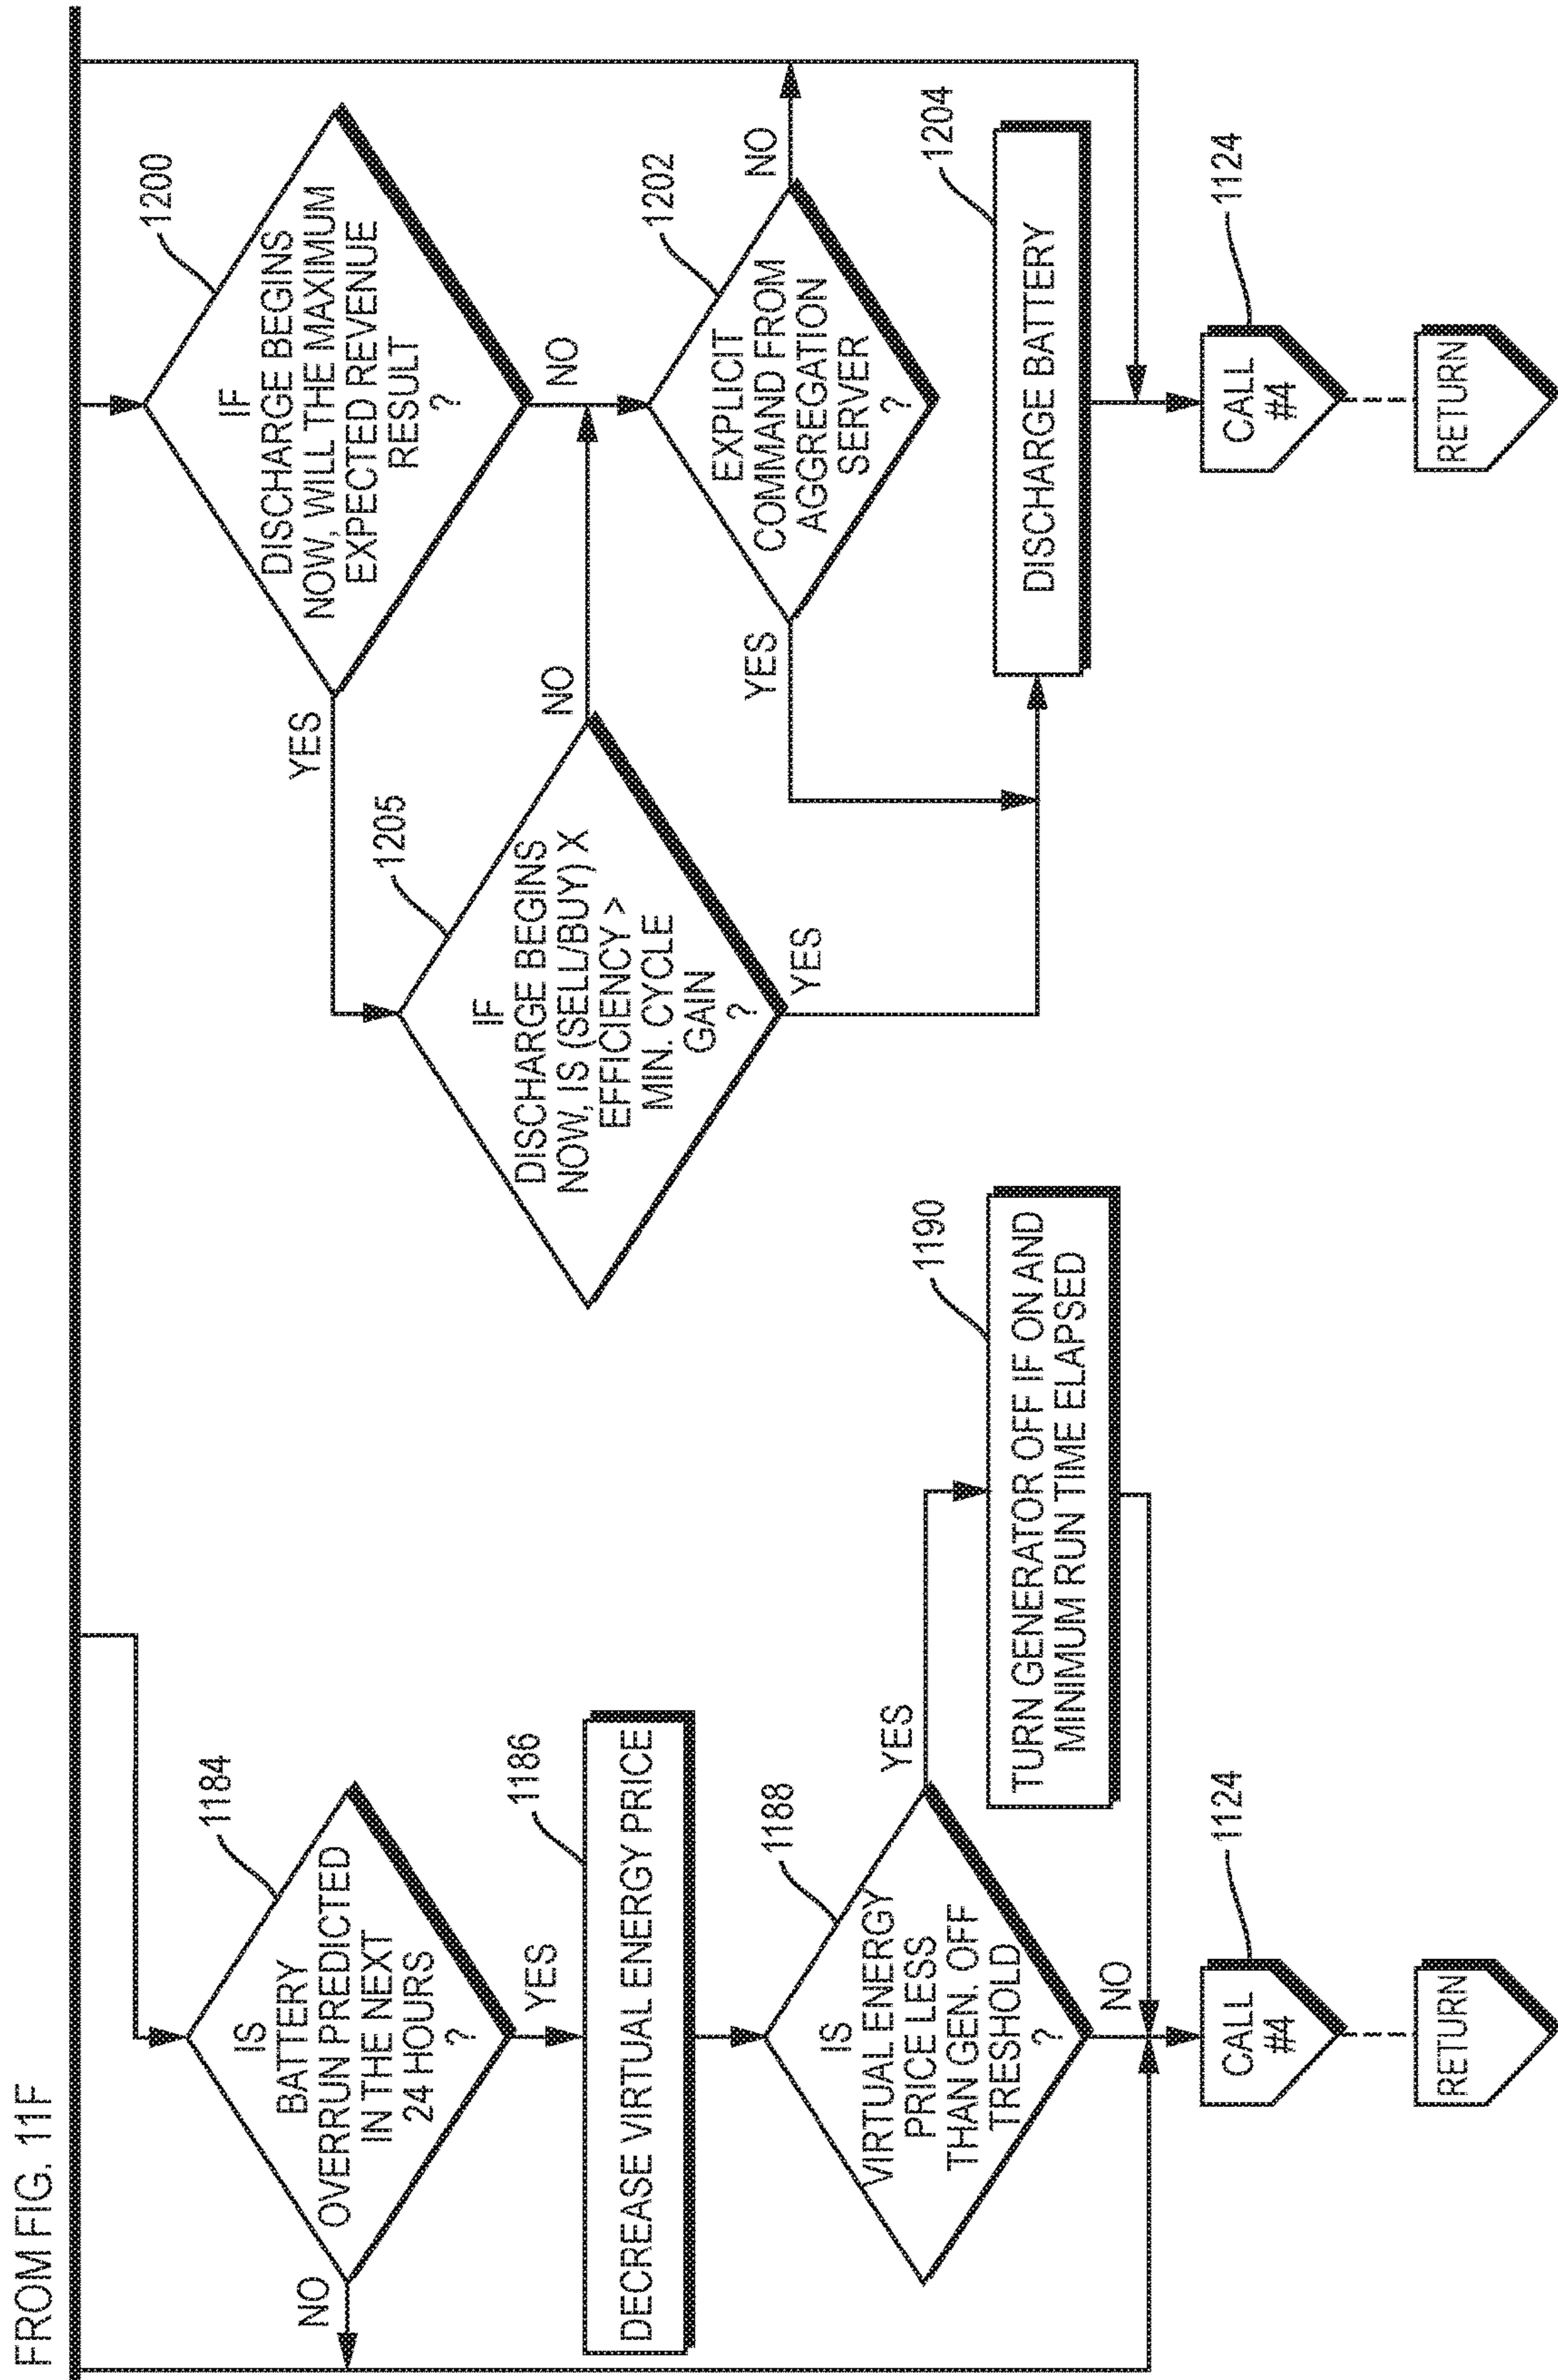 FROM FIG. 11F
IS
BATTERY
OVERRUN PREDICTED
IN THE NEXT
24 HOURS
?
1184
NO
YES
DECREASE VIRTUAL ENERGY PRICE
1186
IS
VIRTUAL ENERGY
PRICE LESS
THAN GEN. OFF
TRESHOLD
?
1188
YES
NO
TURN GENERATOR OFF IF ON AND
MINIMUM RUN TIME ELAPSED
1190
CALL
#4
1124
RETURN
IF
DISCHARGE BEGINS
NOW, WILL THE MAXIMUM
EXPECTED REVENUE
RESULT
?
1200
YES
NO
IF
DISCHARGE BEGINS
NOW, IS (SELL/BUY) X
EFFICIENCY >
MIN. CYCLE
GAIN
?
1205
NO
YES
EXPLICIT
COMMAND FROM
AGGREGATION
SERVER
?
1202
YES
NO
DISCHARGE BATTERY
1204
CALL
#4
1124
RETURN